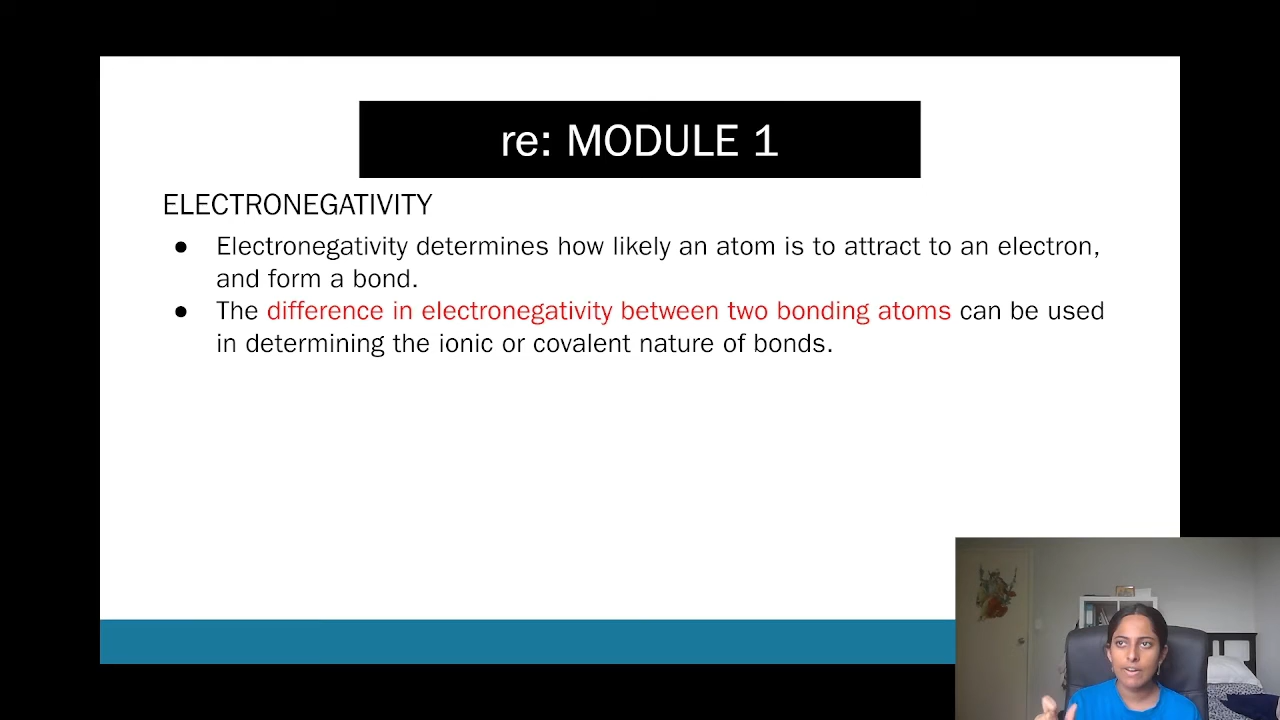 re: MODULE 1
ELECTRONEGATIVITY
● Electronegativity determines how likely an atom is to attract to an electron,
and form a bond.
● The difference in electronegativity between two bonding atoms can be used
in determining the ionic or covalent nature of bonds.